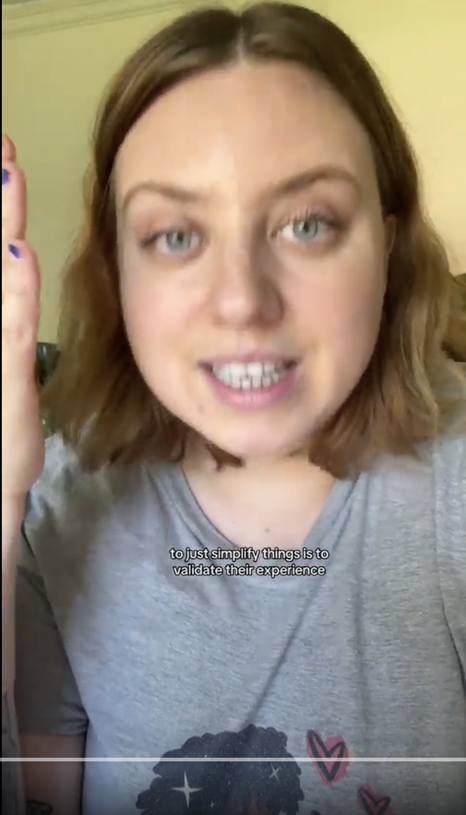 to just simplify things is to
validate their experience